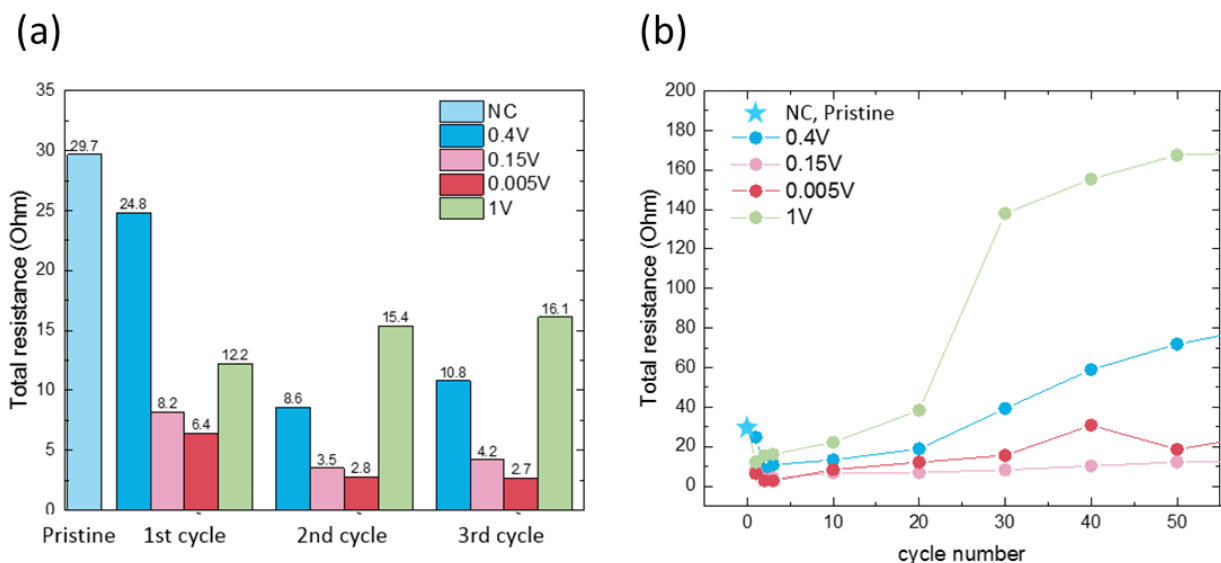 (a)
Total resistance (Ohm)
35
30
25
20
15
10
5
0
NC
0.4V
0.15V
0.005V
1V
29.7
24.8
8.2
6.4
12.2
8.6
3.5
2.8
15.4
10.8
4.2
2.7
16.1
Pristine
1st cycle
2nd cycle
3rd cycle
(b)
Total resistance (Ohm)
200
180
160
140
120
100
80
60
40
20
0
NC, Pristine
0.4V
0.15V
0.005V
1V
0
10
20
30
40
50
cycle number